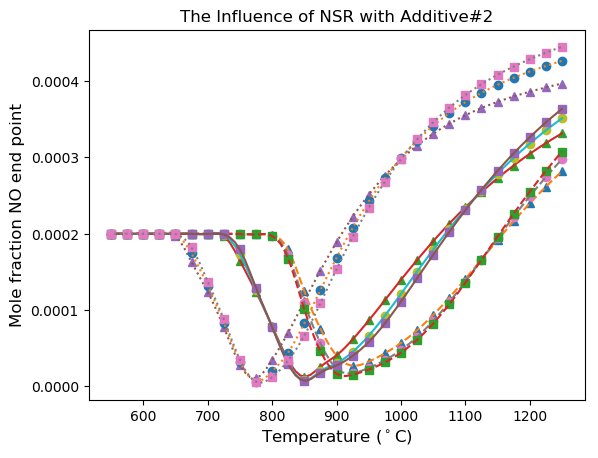 The Influence of NSR with Additive#2
Mole fraction NO end point
0.0004
0.0003
0.0002
0.0001
0.0000
600 700 800 900 1000 1100 1200
Temperature (°C)